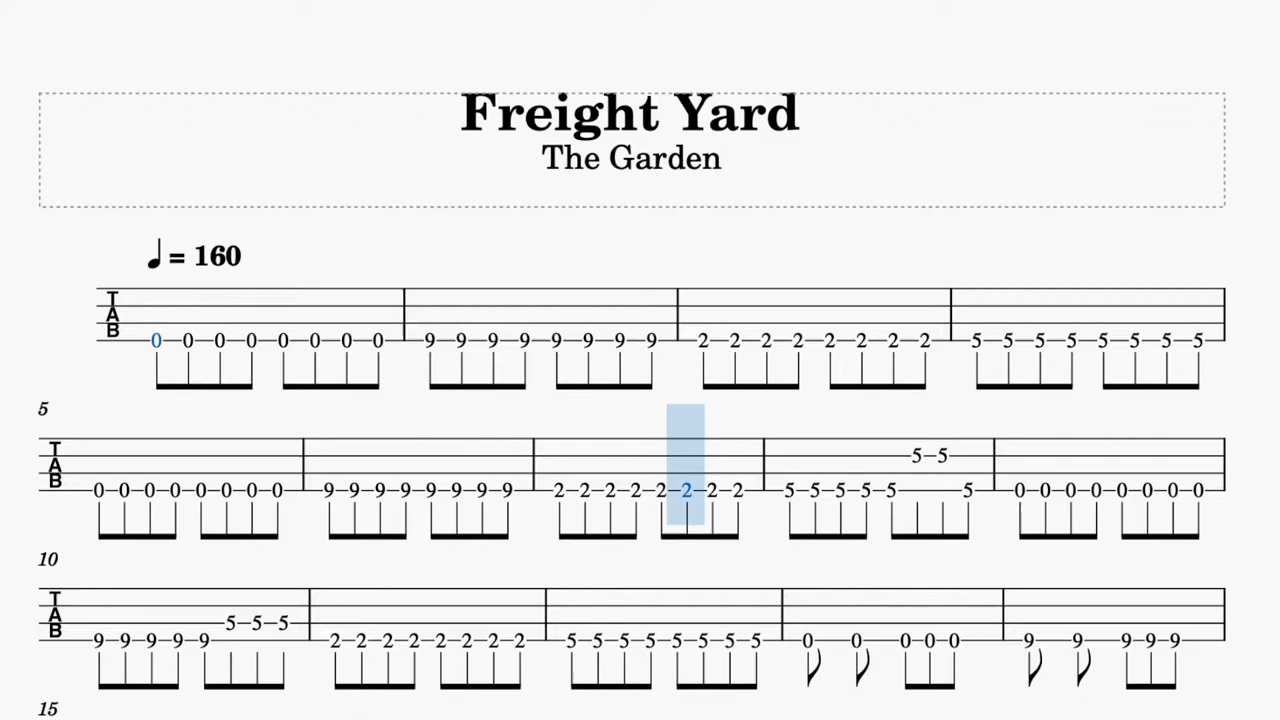 Freight Yard
The Garden
= 160
T
A
B
0 0 0 0 0 0 0 0 9 9 9 9 9 9 9 9 2 2 2 2 2 2 2 2 5 5 5 5 5 5 5 5
5
T
A
B
5 5
0 0 0 0 0 0 0 0 9 9 9 9 9 9 9 9 2 2 2 2 2 2 2 2 5 5 5 5 5 5 0 0 0 0 0 0 0 0
10
T
A
B
5 5 5
9 9 9 9 9 2 2 2 2 2 2 2 2 5 5 5 5 5 5 5 5 0 0 0 0 0 9 9 9 9 9
15